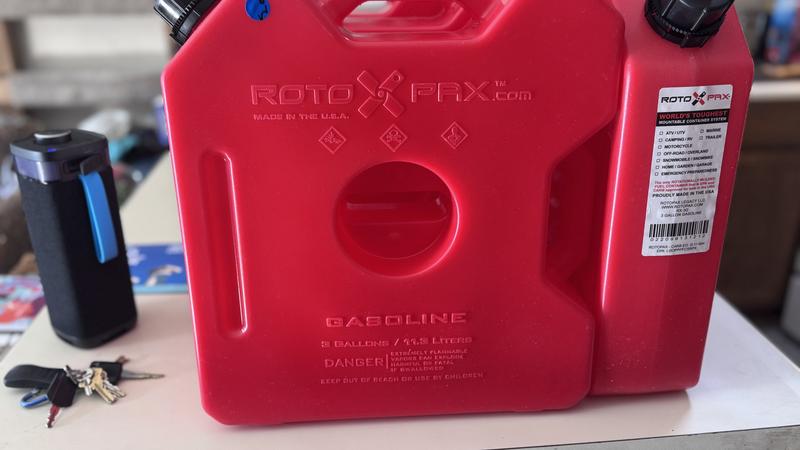 ROTO PAX™.com
MADE IN THE U.S.A.
GASOLINE
3 GALLONS / 11.3 LITERS
DANGER
EXTREMELY FLAMMABLE
VAPORS CAN EXPLODE
HARMFUL OR FATAL
IF SWALLOWED
KEEP OUT OF REACH OR USE BY CHILDREN
ROTO PAX
WORLD'S TOUGHEST
MOUNTABLE CONTAINER SYSTEM
ATV / UTV
MARINE
CAMPING / RV
TRAILER
MOTORCYCLE
OFF-ROAD / OVERLAND
SNOWMOBILE / SNOWBIKE
HOME / GARDEN / GARAGE
EMERGENCY PREPAREDNESS
PROUDLY MADE IN THE USA
ROTOPAX LEGACY LLC
WWW.ROTOPAX.COM
RX-3G
3 GALLON GASOLINE